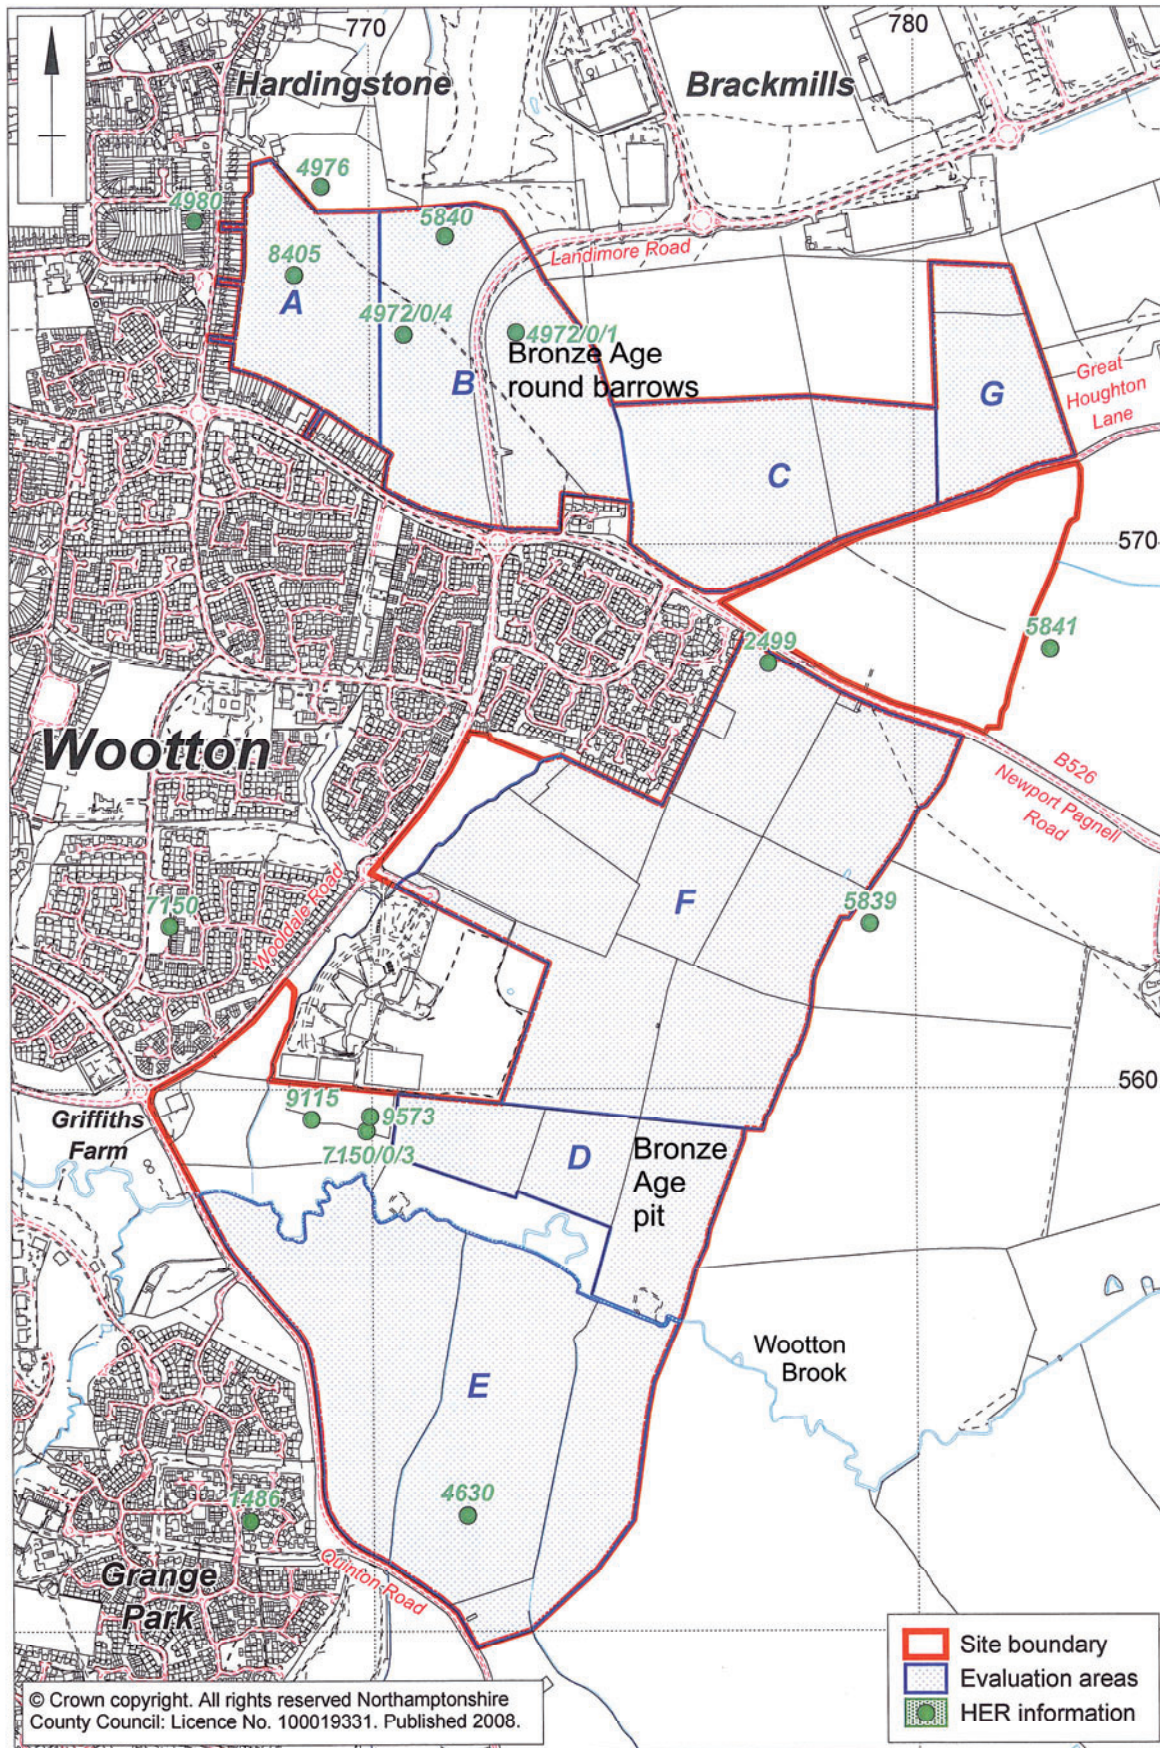 770
780
Hardingstone
Brackmills
4976
4980
5840
Landimore Road
8405
A
4972/0/4
4972/0/1
Bronze Age
round barrows
B
Great
Houghton
Lane
G
C
570
2499
5841
Wootton
B526
Newport Pagnell
Road
F
5839
7150
Wooldale Road
560
9115
9573
Griffiths
Farm
7150/0/3
D
Bronze
Age
pit
Wootton
Brook
E
4630
1486
Grange
Park
Quinton Road
Site boundary
Evaluation areas
HER information
© Crown copyright. All rights reserved Northamptonshire
County Council: Licence No. 100019331. Published 2008.